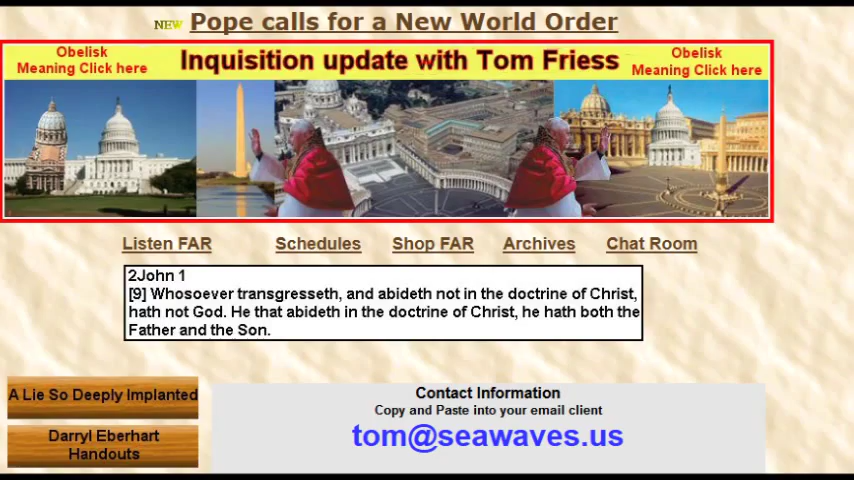 NEW Pope calls for a New World Order
Obelisk
Meaning Click here
Inquisition update with Tom Friess
Obelisk
Meaning Click here
Listen FAR Schedules Shop FAR Archives Chat Room
2John 1
[9] Whosoever transgresseth, and abideth not in the doctrine of Christ,
hath not God. He that abideth in the doctrine of Christ, he hath both the
Father and the Son.
A Lie So Deeply Implanted
Darryl Eberhart
Handouts
Contact Information
Copy and Paste into your email client
tom@seawaves.us